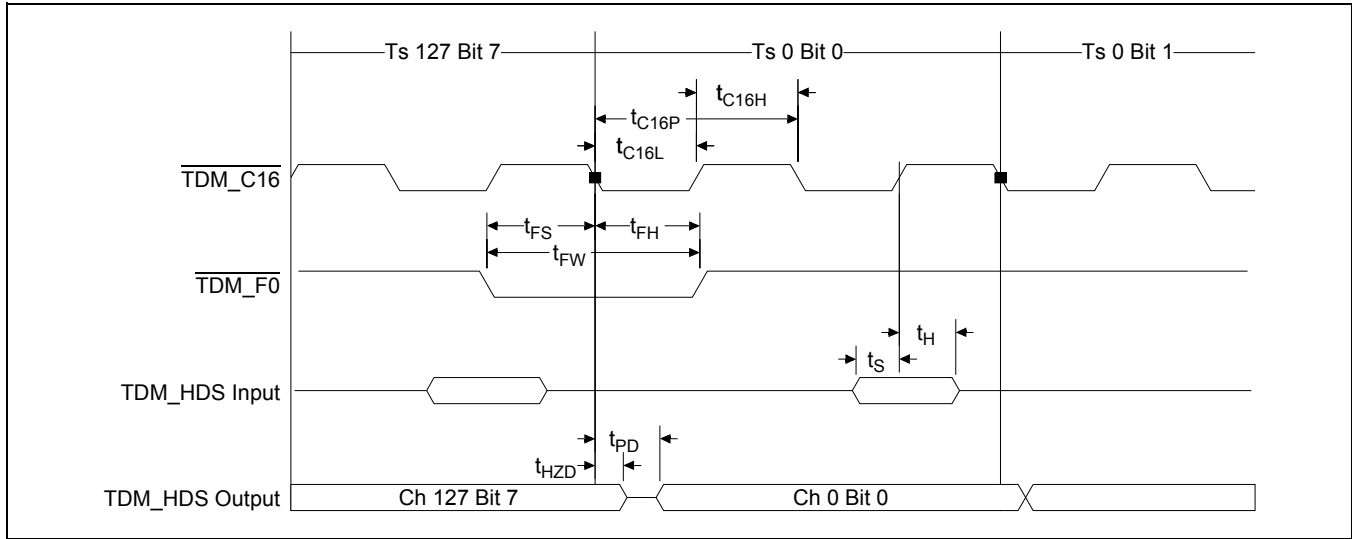 Ts 127 Bit 7 Ts 0 Bit 0 Ts 0 Bit 1
tC16H
tC16P
tC16L
TDM_C16
tFS tFH
tFW
TDM_F0
tH
tS
TDM_HDS Input
tPD
tHZD
TDM_HDS Output Ch 127 Bit 7 Ch 0 Bit 0